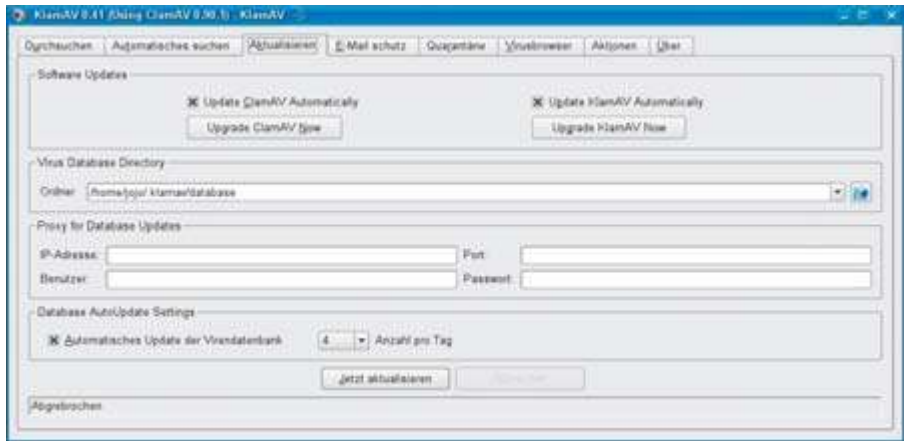 KlamAV 0.41 (Using ClamAV 0.90.1) - KlamAV
Durchsuchen Automatisches suchen Aktualisieren E-Mail schutz Quarantäne Virusbrowser Aktionen Über
Software Updates
Update ClamAV Automatically Update KlamAV Automatically
Upgrade ClamAV Now Upgrade KlamAV Now
Virus Database Directory
Ordner /home/jojo/.klamav/database
Proxy for Database Updates
IP-Adresse: Port:
Benutzer: Passwort:
Database AutoUpdate Settings
Automatisches Update der Virendatenbank 4 Anzahl pro Tag
Jetzt aktualisieren
Abgebrochen